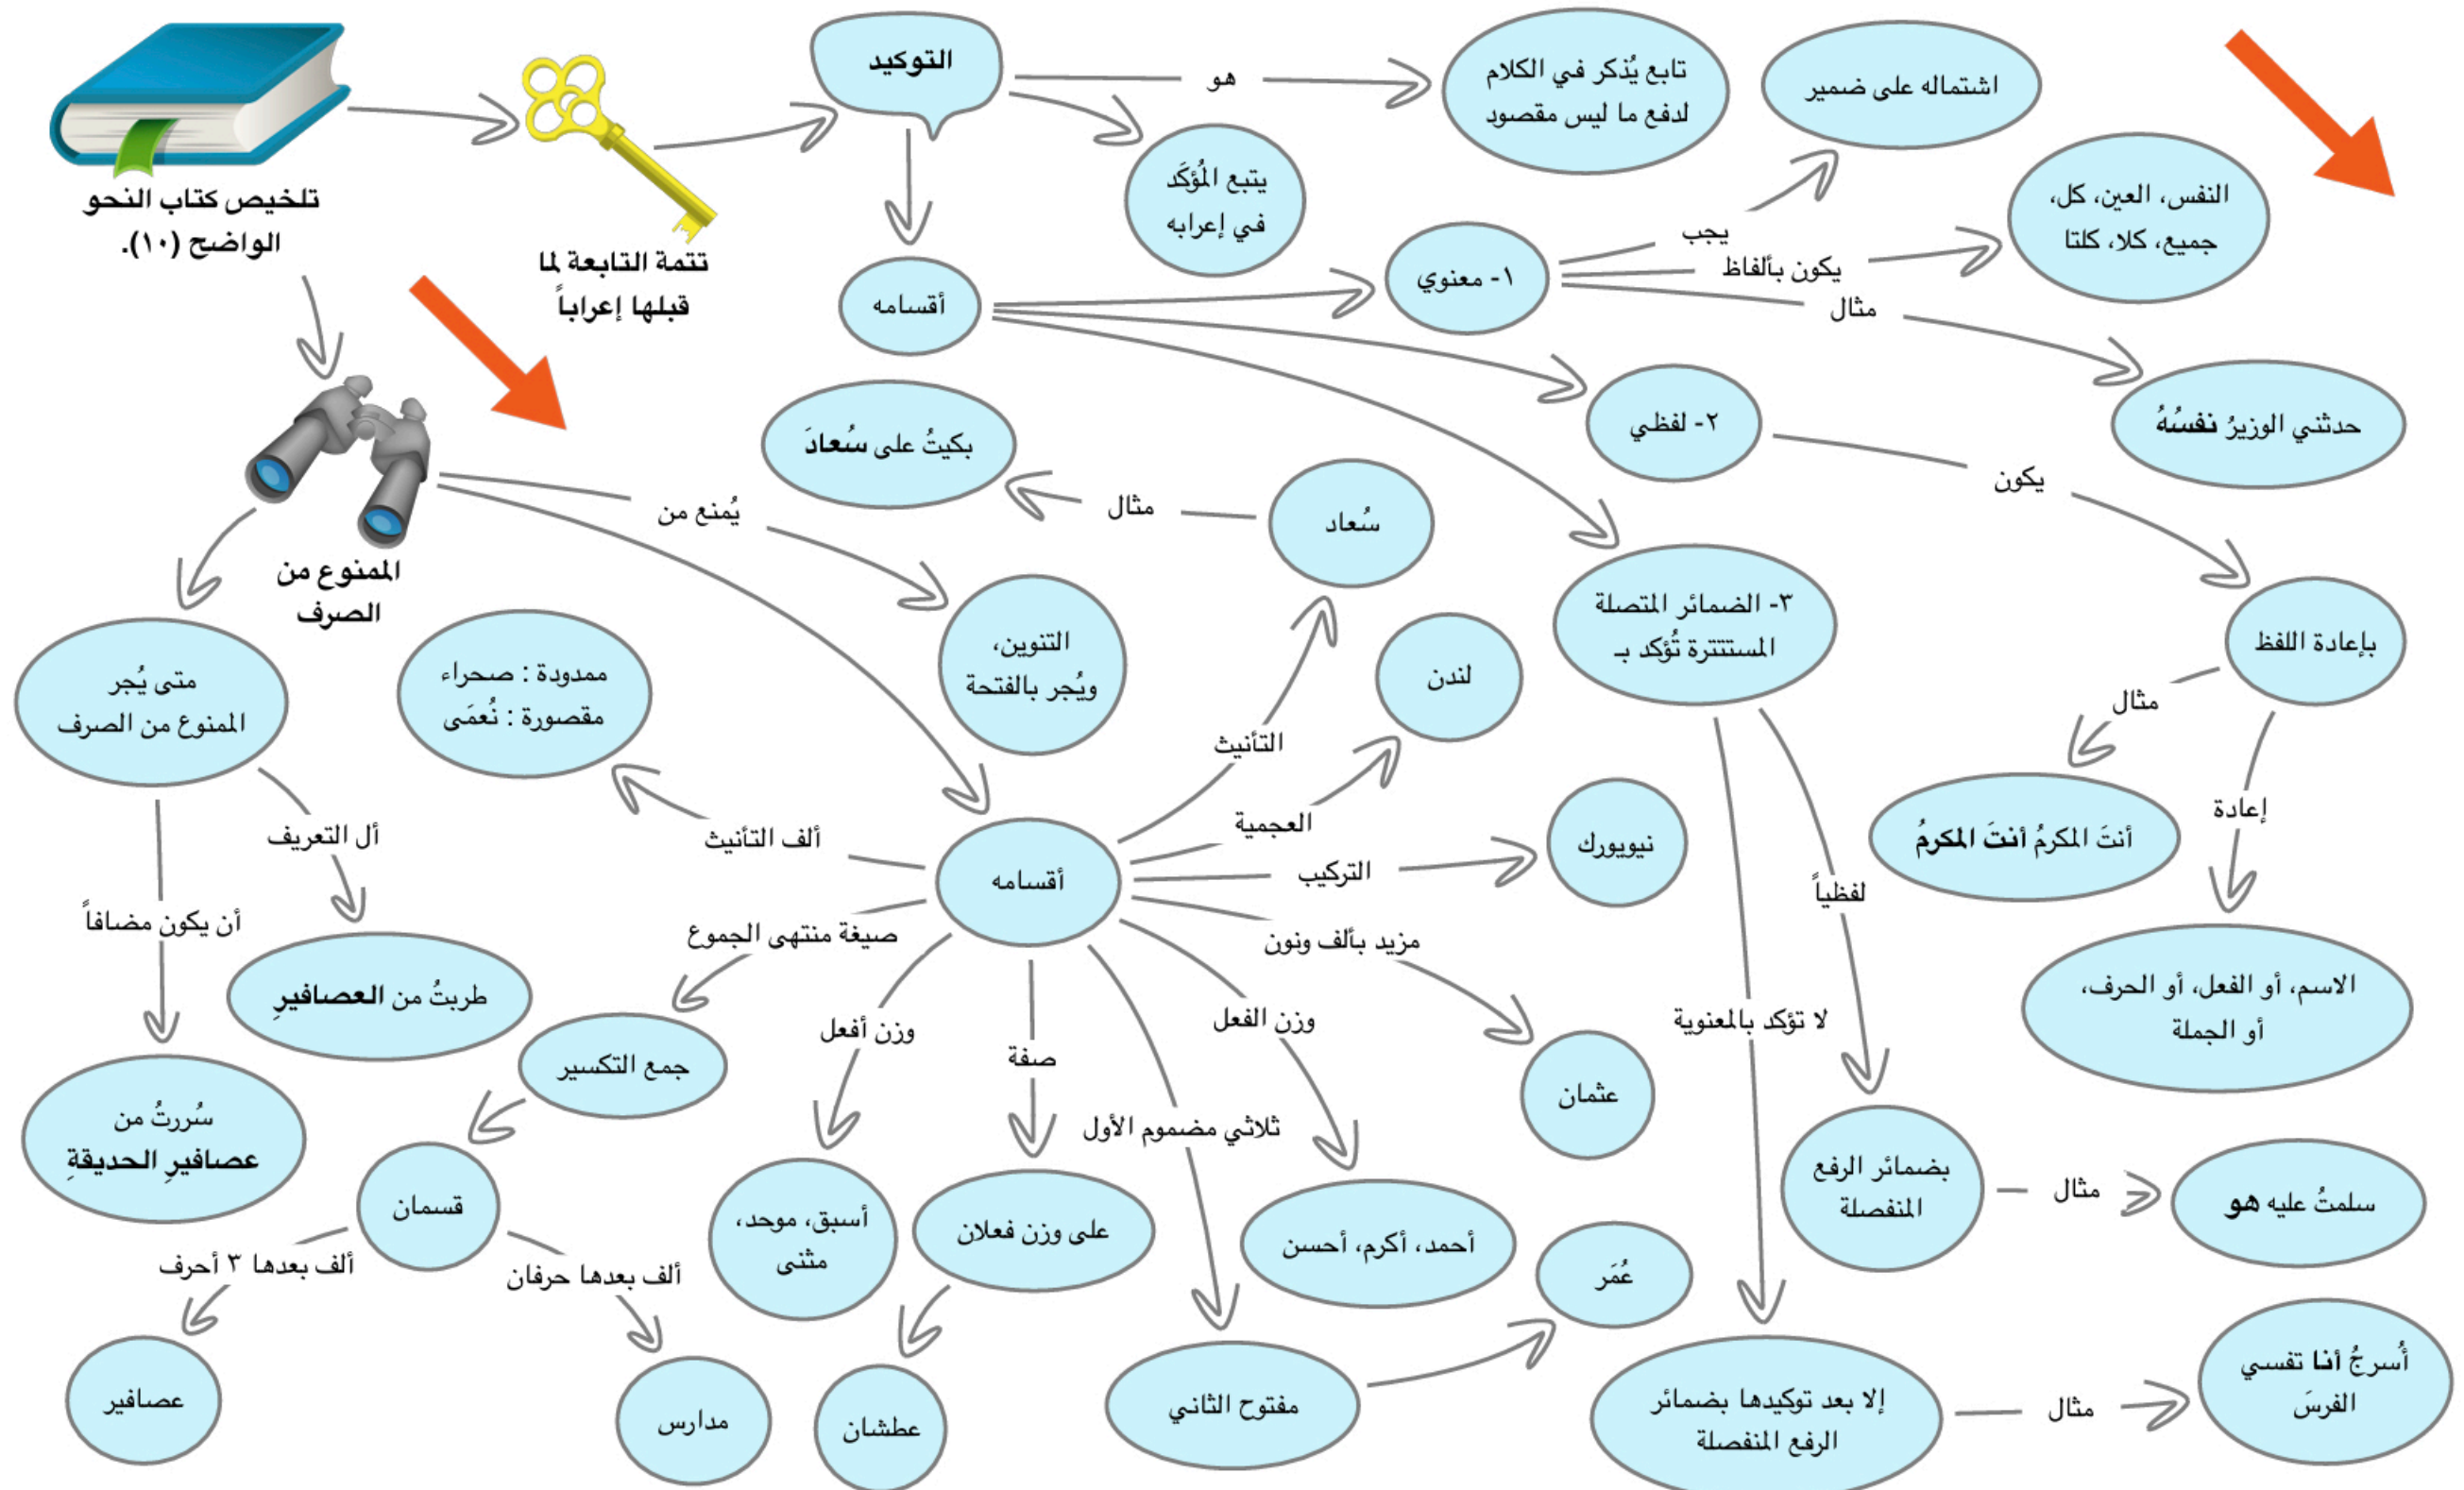 تلخيص كتاب النحو
الواضح (١٠).
تتمة التابعة لما
قبلها إعراباً
التوكيد
هو
تابع يُذكر في الكلام
لدفع ما ليس مقصود
يتبع المُؤكَد
في إعرابه
أقسامه
١- معنوي
يجب
اشتماله على ضمير
يكون بألفاظ
النفس، العين، كل،
جميع، كلا، كلتا
مثال
حدثني الوزيرُ نفسُهُ
٢- لفظي
يكون
بإعادة اللفظ
مثال
أنتَ المكرمُ أنتَ المكرمُ
إعادة
الاسم، أو الفعل، أو الحرف،
أو الجملة
٣- الضمائر المتصلة
المستتترة تُؤكد بـ
لفظياً
بضمائر الرفع
المنفصلة
مثال
سلمتُ عليه هو
لا تؤكد بالمعنوية
إلا بعد توكيدها بضمائر
الرفع المنفصلة
مثال
أُسرجُ أنا تفسي
الفرسَ
الممنوع من
الصرف
يُمنع من
التنوين،
ويُجر بالفتحة
أقسامه
التأنيث
سُعاد
مثال
بكيتُ على سُعادَ
العجمية
لندن
التركيب
نيويورك
مزيد بألف ونون
عثمان
وزن الفعل
أحمد، أكرم، أحسن
ثلاثي مضموم الأول
مفتوح الثاني
عُمَر
صفة
على وزن فعلان
عطشان
وزن أفعل
أسبق، موحد،
مثنى
صيغة منتهى الجموع
جمع التكسير
قسمان
ألف بعدها حرفان
مدارس
ألف بعدها ٣ أحرف
عصافير
ألف التأنيث
ممدودة : صحراء
مقصورة : نُعمَى
متى يُجر
الممنوع من الصرف
أل التعريف
طربتُ من العصافيرِ
أن يكون مضافاً
سُررتُ من
عصافيرِ الحديقةِ